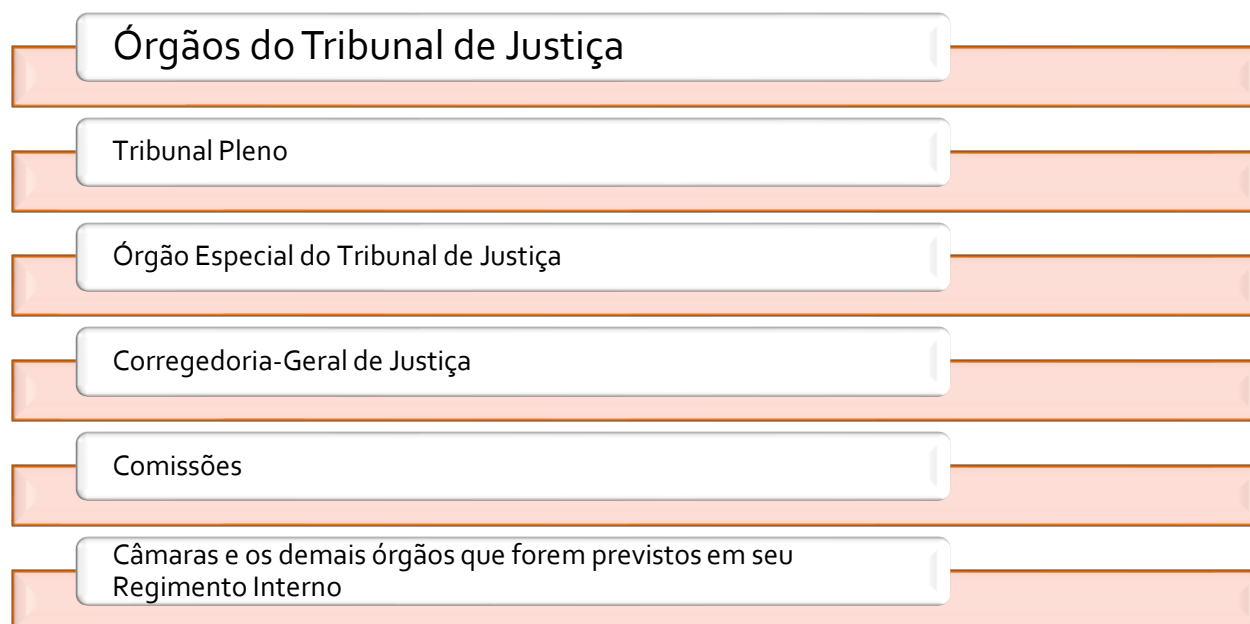 Órgãos do Tribunal de Justiça
Tribunal Pleno
Órgão Especial do Tribunal de Justiça
Corregedoria-Geral de Justiça
Comissões
Câmaras e os demais órgãos que forem previstos em seu
Regimento Interno